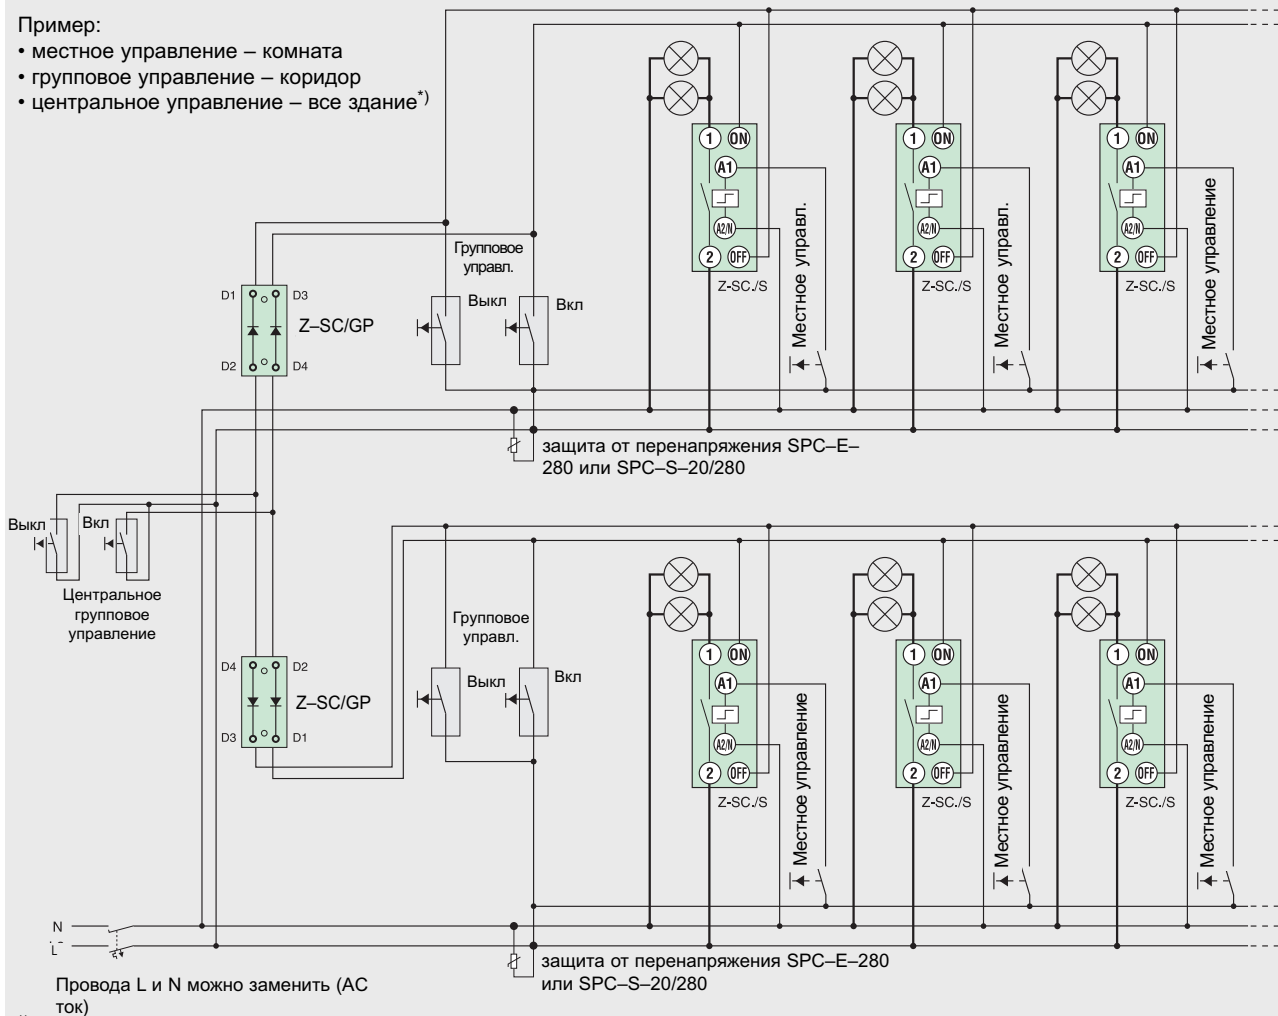 Пример:
• местное управление – комната
• групповое управление – коридор
• центральное управление – все здание*)
1 ON
A1
A2/N
2 OFF
Z-SC./S
Местное управл.
1 ON
A1
A2/N
2 OFF
Z-SC./S
Местное управл.
1 ON
A1
A2/N
2 OFF
Z-SC./S
Местное управление
Групповое
управл.
Выкл
Вкл
D1 D3
Z–SC/GP
D2 D4
защита от перенапряжения SPC–E–
280 или SPC–S–20/280
Выкл
Вкл
Центральное
групповое
управление
Групповое
управл.
Выкл
Вкл
D4 D2
Z–SC/GP
D3 D1
1 ON
A1
A2/N
2 OFF
Z-SC./S
Местное управление
1 ON
A1
A2/N
2 OFF
Z-SC./S
Местное управление
1 ON
A1
A2/N
2 OFF
Z-SC./S
Местное управление
N
L
защита от перенапряжения SPC–E–280
или SPC–S–20/280
Провода L и N можно заменить (AC
ток)